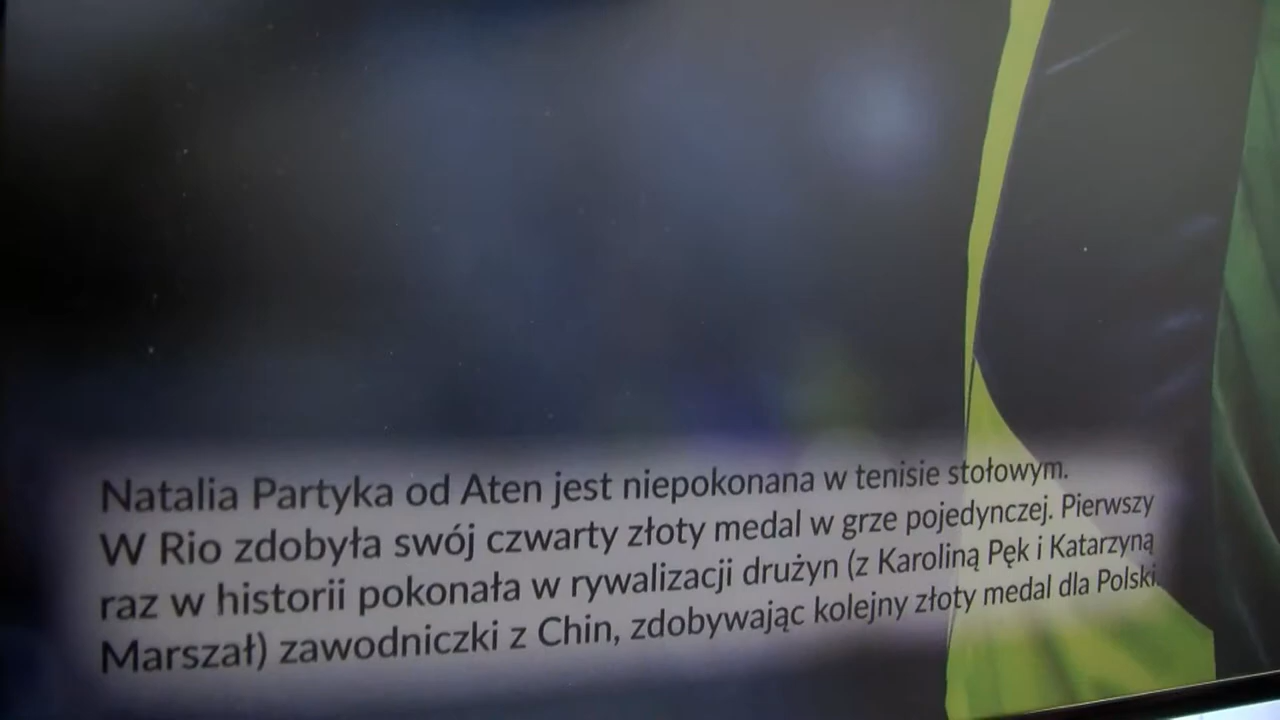 Natalia Partyka od Aten jest niepokonana w tenisie stołowym.
W Rio zdobyła swój czwarty złoty medal w grze pojedynczej. Pierwszy
raz w historii pokonała w rywalizacji drużyn (z Karoliną Pęk i Katarzyną
Marszał) zawodniczki z Chin, zdobywając kolejny złoty medal dla Polski.